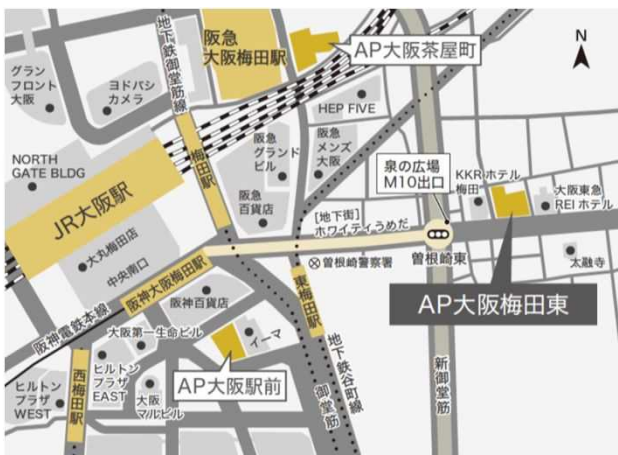 地下鉄御堂筋線
阪急
大阪梅田駅
AP大阪茶屋町
N
グラン
フロント
大阪
ヨドバシ
カメラ
HEP FIVE
NORTH
GATE BLDG
梅田駅
阪急
グランド
ビル
阪急
メンズ
大阪
泉の広場
M10出口
KKR ホテル
梅田
大阪東急
REI ホテル
JR大阪駅
阪急
百貨店
[地下街]
ホワイティうめだ
大丸梅田店
中央南口
曽根崎警察署
曽根崎東
太融寺
阪神大阪梅田駅
東梅田駅
AP大阪梅田東
阪神電鉄本線
阪神百貨店
大阪第一生命ビル
イーマ
地下鉄谷町線
新御堂筋
西梅田駅
ヒルトン
プラザ
EAST
AP大阪駅前
御堂筋
ヒルトン
プラザ
WEST
大阪
マルビル